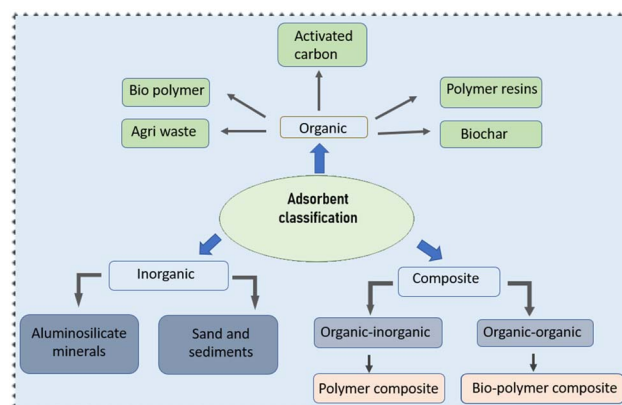 Activated
carbon
Bio polymer
Polymer resins
Agri waste
Organic
Biochar
Adsorbent
classification
Inorganic
Composite
Aluminosilicate
minerals
Sand and
sediments
Organic-inorganic
Organic-organic
Polymer composite
Bio-polymer composite